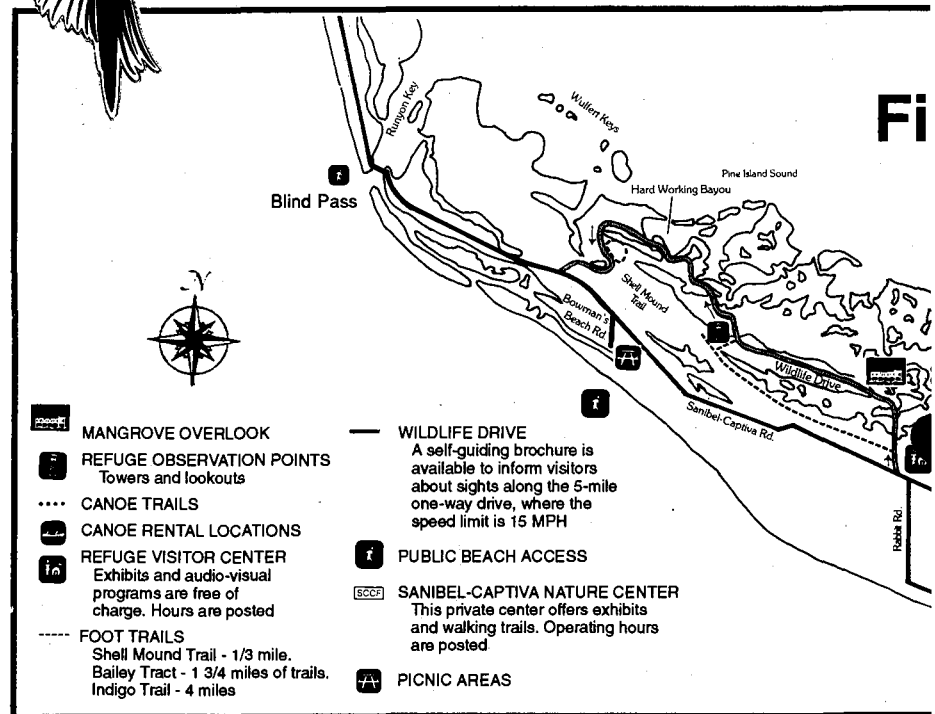 Fi
Runyon Key
Wulfert Keys
Pine Island Sound
Hard Working Bayou
Blind Pass
N
Shell Mound
Trail
Bowman's
Beach Rd.
Wildlife Drive
Sanibel-Captiva Rd.
Rabbit Rd.
MANGROVE OVERLOOK
REFUGE OBSERVATION POINTS
Towers and lookouts
CANOE TRAILS
CANOE RENTAL LOCATIONS
REFUGE VISITOR CENTER
Exhibits and audio-visual
programs are free of
charge. Hours are posted
FOOT TRAILS
Shell Mound Trail - 1/3 mile.
Bailey Tract - 1 3/4 miles of trails.
Indigo Trail - 4 miles
WILDLIFE DRIVE
A self-guiding brochure is
available to inform visitors
about sights along the 5-mile
one-way drive, where the
speed limit is 15 MPH
PUBLIC BEACH ACCESS
SCCF SANIBEL-CAPTIVA NATURE CENTER
This private center offers exhibits
and walking trails. Operating hours
are posted
PICNIC AREAS